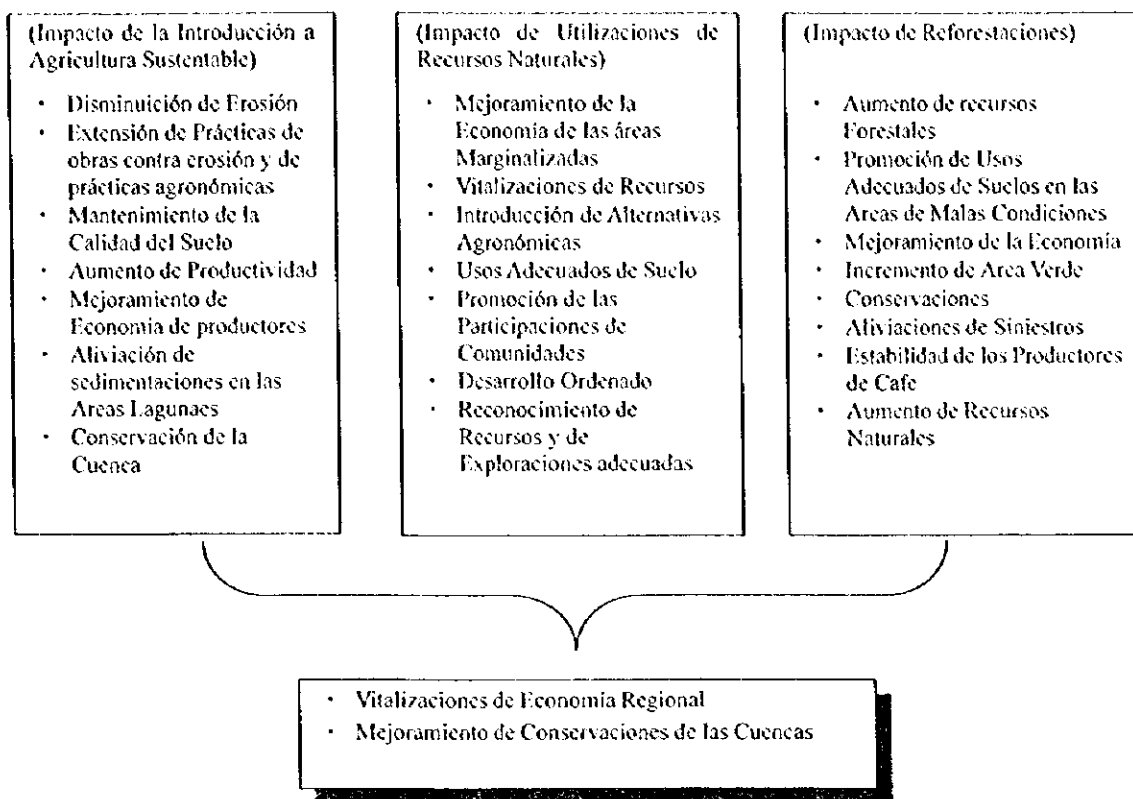 (Impacto de la Introducción a
Agricultura Sustentable)
• Disminuición de Erosión
• Extensión de Prácticas de
obras contra erosión y de
prácticas agronómicas
• Mantenimiento de la
Calidad del Suelo
• Aumento de Productividad
• Mejoramiento de
Economía de productores
• Aliviación de
sedimentaciones en las
Areas Lagunaes
• Conservación de la
Cuenca
(Impacto de Utilizaciones de
Recursos Naturales)
• Mejoramiento de la
Economía de las áreas
Marginalizadas
• Vitalizaciones de Recursos
• Introducción de Alternativas
Agronómicas
• Usos Adecuados de Suelo
• Promoción de las
Participaciones de
Comunidades
• Desarrollo Ordenado
• Reconocimiento de
Recursos y de
Exploraciones adecuadas
(Impacto de Reforestaciones)
• Aumento de recursos
Forestales
• Promoción de Usos
Adecuados de Suelos en las
Areas de Malas Condiciones
• Mejoramiento de la Economía
• Incremento de Area Verde
• Conservaciones
• Aliviaciones de Siniestros
• Estabilidad de los Productores
de Cafe
• Aumento de Recursos
Naturales
• Vitalizaciones de Economía Regional
• Mejoramiento de Conservaciones de las Cuencas